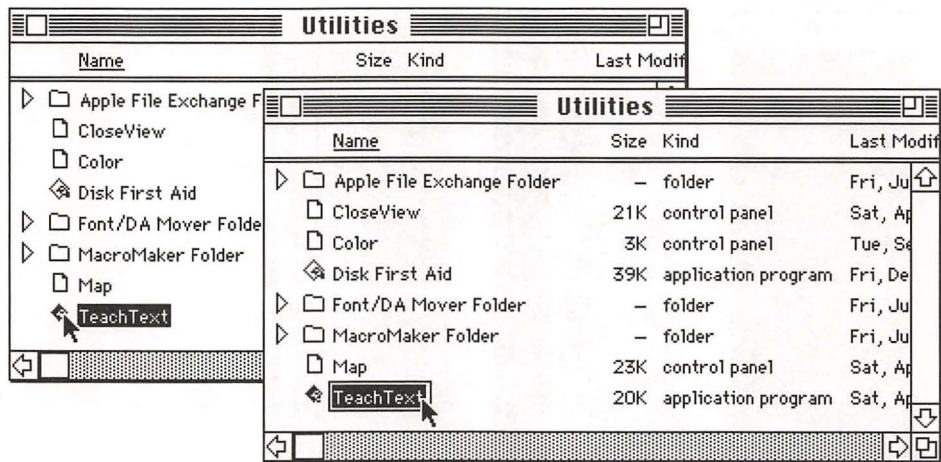 Utilities
Name Size Kind Last Modif
Apple File Exchange F
CloseView
Color
Disk First Aid
Font/DA Mover Folde
MacroMaker Folder
Map
TeachText
Utilities
Name Size Kind Last Modif
Apple File Exchange Folder – folder Fri, Ju
CloseView 21K control panel Sat, Ap
Color 3K control panel Tue, Se
Disk First Aid 39K application program Fri, De
Font/DA Mover Folder – folder Fri, Ju
MacroMaker Folder – folder Fri, Ju
Map 23K control panel Sat, Ap
TeachText 20K application program Sat, Ap